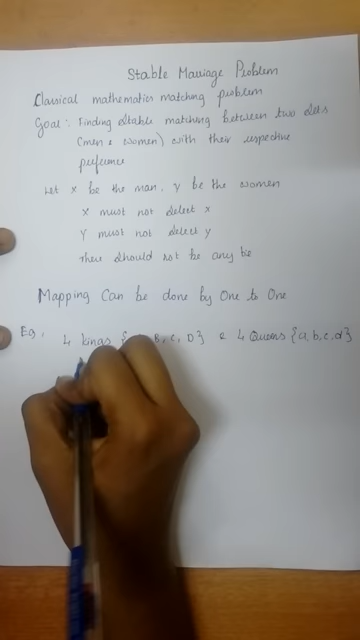 Stable Marriage Problem
Classical mathematics matching problem
Goal : Finding stable matching between two sets
(men & women) with their respective
preference
Let X be the man, Y be the women
X must not select x
Y must not select y
There should not be any tie
Mapping Can be done by One to One
Eg, 4 kings { B, C, D} & 4 Queens {a, b, c, d}